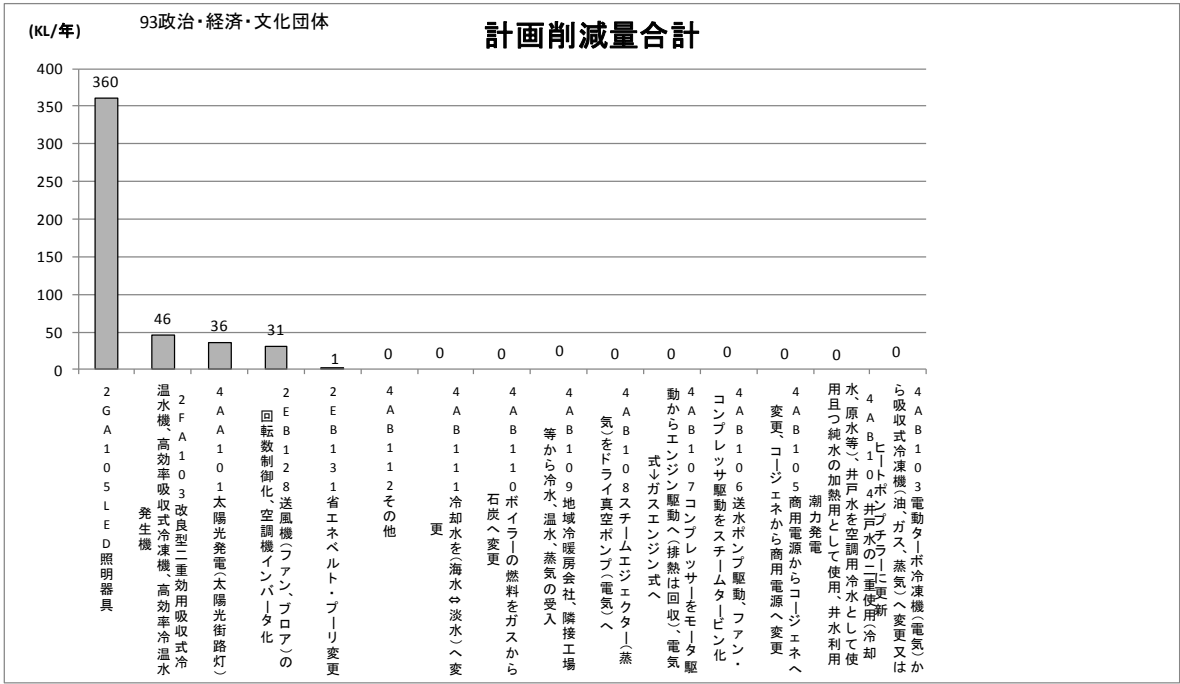 (KL/年)
93政治・経済・文化団体
計画削減量合計
400
350
300
250
200
150
100
50
0
360
46
36
31
1
0
0
0
0
0
0
0
0
0
0
2GA105LED照明器具
2FA103改良型二重効用吸収式冷
温水機、高効率吸収式冷凍機、高効率冷温水
発生機
4AA101太陽光発電(太陽光街路灯)
2EB128送風機(ファン、ブロア)の
回転数制御化、空調機インバータ化
2EB131省エネベルト・プーリ変更
4AB112その他
4AB111冷却水を(海水⇔淡水)へ変
更
4AB110ボイラーの燃料をガスから
石炭へ変更
4AB109地域冷暖房会社、隣接工場
等から冷水、温水、蒸気の受入
4AB108スチームエジェクター(蒸
気)をドライ真空ポンプ(電気)へ
4AB107コンプレッサーをモータ駆
動からエンジン駆動へ(排熱は回収)、電気
式→ガスエンジン式へ
4AB106送水ポンプ駆動、ファン・
コンプレッサ駆動をスチームタービン化
4AB105商用電源からコージェネへ
変更、コージェネから商用電源へ変更
4AB104井戸水の二重使用(冷却
水、原水等)、井戸水を空調用冷水として使
用且つ純水の加熱用として使用、井水利用
潮力発電
4AB103電動ターボ冷凍機(電気)か
ら吸収式冷凍機(油、ガス、蒸気)へ変更又は
ヒートポンプチラーに更新